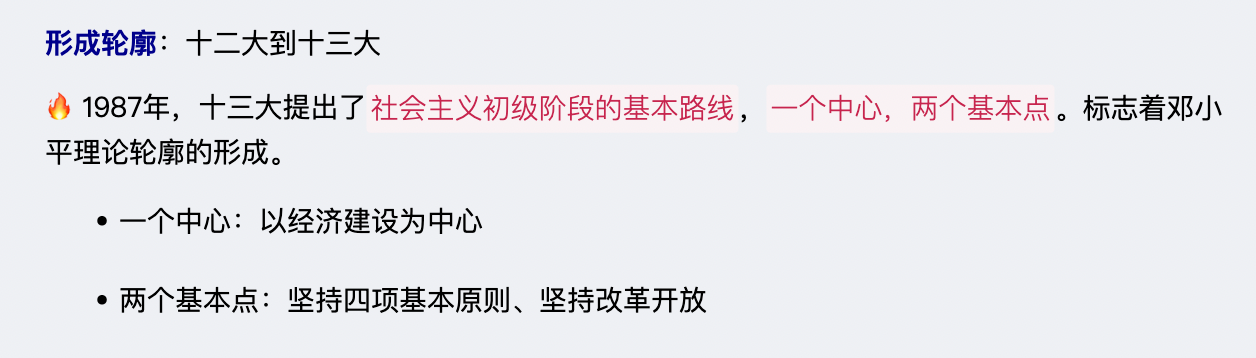 形成轮廓：十二大到十三大
🔥 1987年，十三大提出了社会主义初级阶段的基本路线，一个中心，两个基本点。标志着邓小
平理论轮廓的形成。
• 一个中心：以经济建设为中心
• 两个基本点：坚持四项基本原则、坚持改革开放